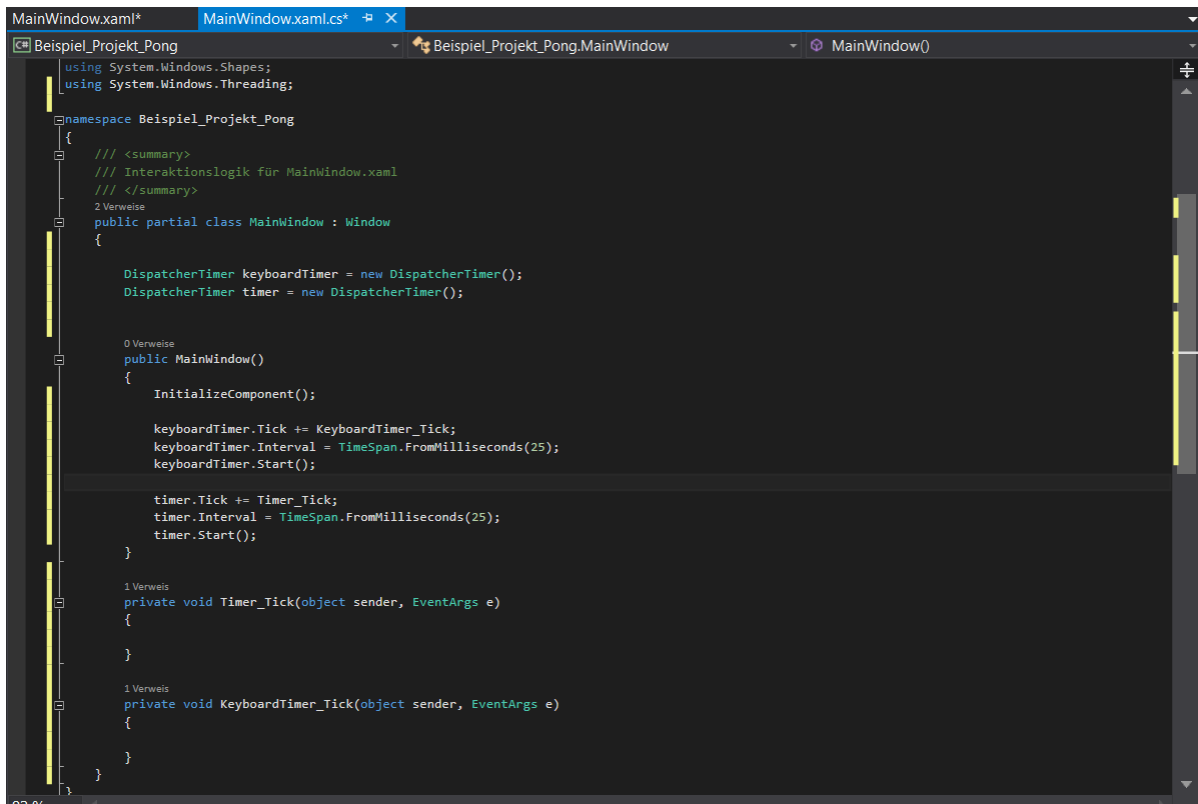 MainWindow.xaml*
MainWindow.xaml.cs*
C# Beispiel_Projekt_Pong
Beispiel_Projekt_Pong.MainWindow
MainWindow()
using System.Windows.Shapes;
using System.Windows.Threading;
namespace Beispiel_Projekt_Pong
{
/// <summary>
/// Interaktionslogik für MainWindow.xaml
/// </summary>
2 Verweise
public partial class MainWindow : Window
{
DispatcherTimer keyboardTimer = new DispatcherTimer();
DispatcherTimer timer = new DispatcherTimer();
0 Verweise
public MainWindow()
{
InitializeComponent();
keyboardTimer.Tick += KeyboardTimer_Tick;
keyboardTimer.Interval = TimeSpan.FromMilliseconds(25);
keyboardTimer.Start();
timer.Tick += Timer_Tick;
timer.Interval = TimeSpan.FromMilliseconds(25);
timer.Start();
}
1 Verweis
private void Timer_Tick(object sender, EventArgs e)
{
}
1 Verweis
private void KeyboardTimer_Tick(object sender, EventArgs e)
{
}
}
}